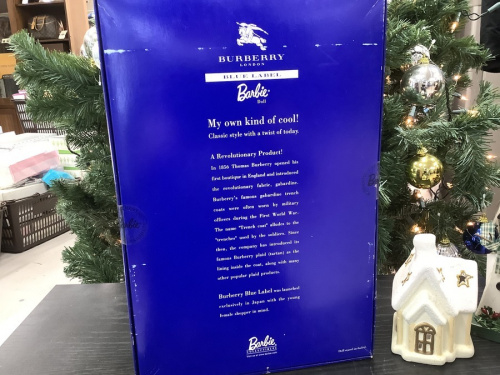 BURBERRY
LONDON
BLUE LABEL
Barbie
Doll
My own kind of cool!
Classic style with a twist of today.
A Revolutionary Product!
In 1856 Thomas Burberry opened his
first boutique in England and introduced
the revolutionary fabric, gabardine.
Burberry's famous gabardine trench
coats were often worn by military
officers during the First World War.
The name "Trench coat" alludes to the
"trenches" used by the soldiers. Since
then, the company has introduced its
famous Burberry plaid (tartan) as the
lining inside the coat, along with many
other popular plaid products.
Burberry Blue Label was launched
exclusively in Japan with the young
female shopper in mind.
Barbie
COLLECTIBLES